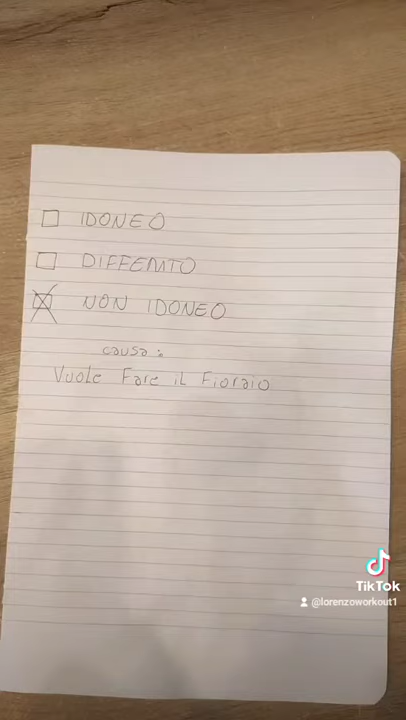 IDONEO
DIFFERITO
NON IDONEO
causa:
Vuole Fare il Fioraio
TikTok
@lorenzoworkout1